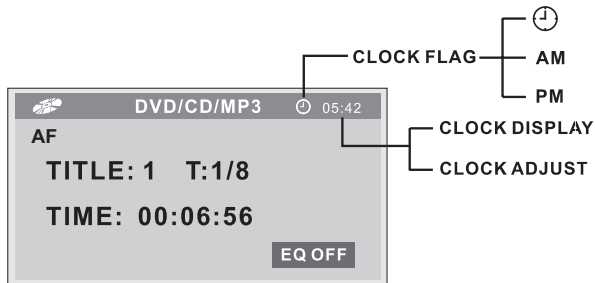 CLOCK FLAG
AM
PM
DVD/CD/MP3 05:42
CLOCK DISPLAY
CLOCK ADJUST
AF
TITLE: 1 T:1/8
TIME: 00:06:56
EQ OFF